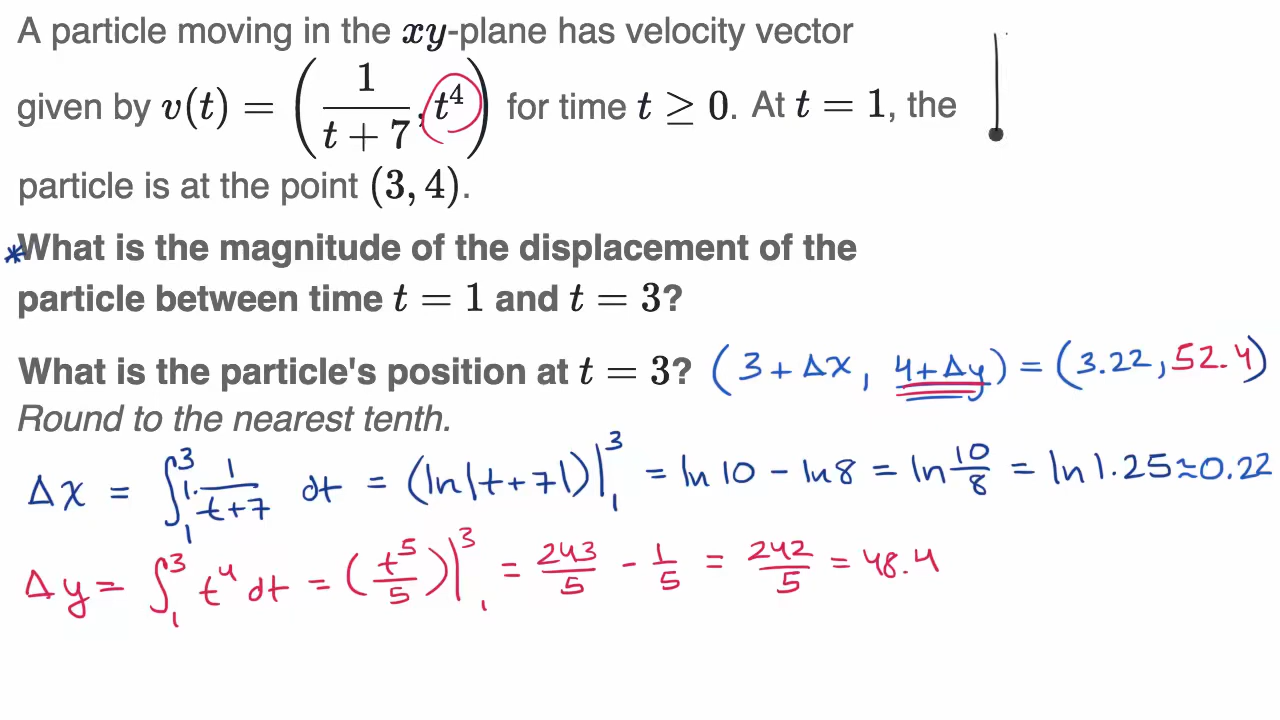 A particle moving in the xy-plane has velocity vector
given by v(t) = (1/(t + 7), t⁴) for time t ≥ 0. At t = 1, the
particle is at the point (3, 4).
*What is the magnitude of the displacement of the
particle between time t = 1 and t = 3?
What is the particle's position at t = 3? (3 + Δx, 4 + Δy) = (3.22, 52.4)
Round to the nearest tenth.
Δx = ∫₁³ 1 · 1/(t+7) dt = (ln|t+7|)|₁³ = ln 10 - ln 8 = ln 10/8 = ln 1.25 ≈ 0.22
Δy = ∫₁³ t⁴ dt = (t⁵/5)|₁³ = 243/5 - 1/5 = 242/5 = 48.4